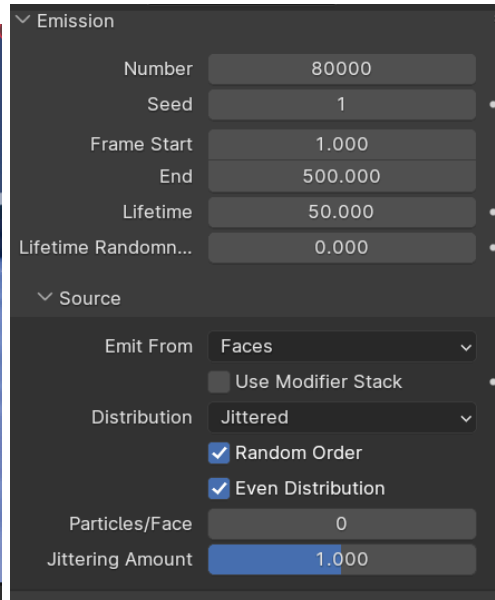 Emission
Number 80000
Seed 1
Frame Start 1.000
End 500.000
Lifetime 50.000
Lifetime Randomn... 0.000
Source
Emit From Faces
Use Modifier Stack
Distribution Jittered
Random Order
Even Distribution
Particles/Face 0
Jittering Amount 1.000